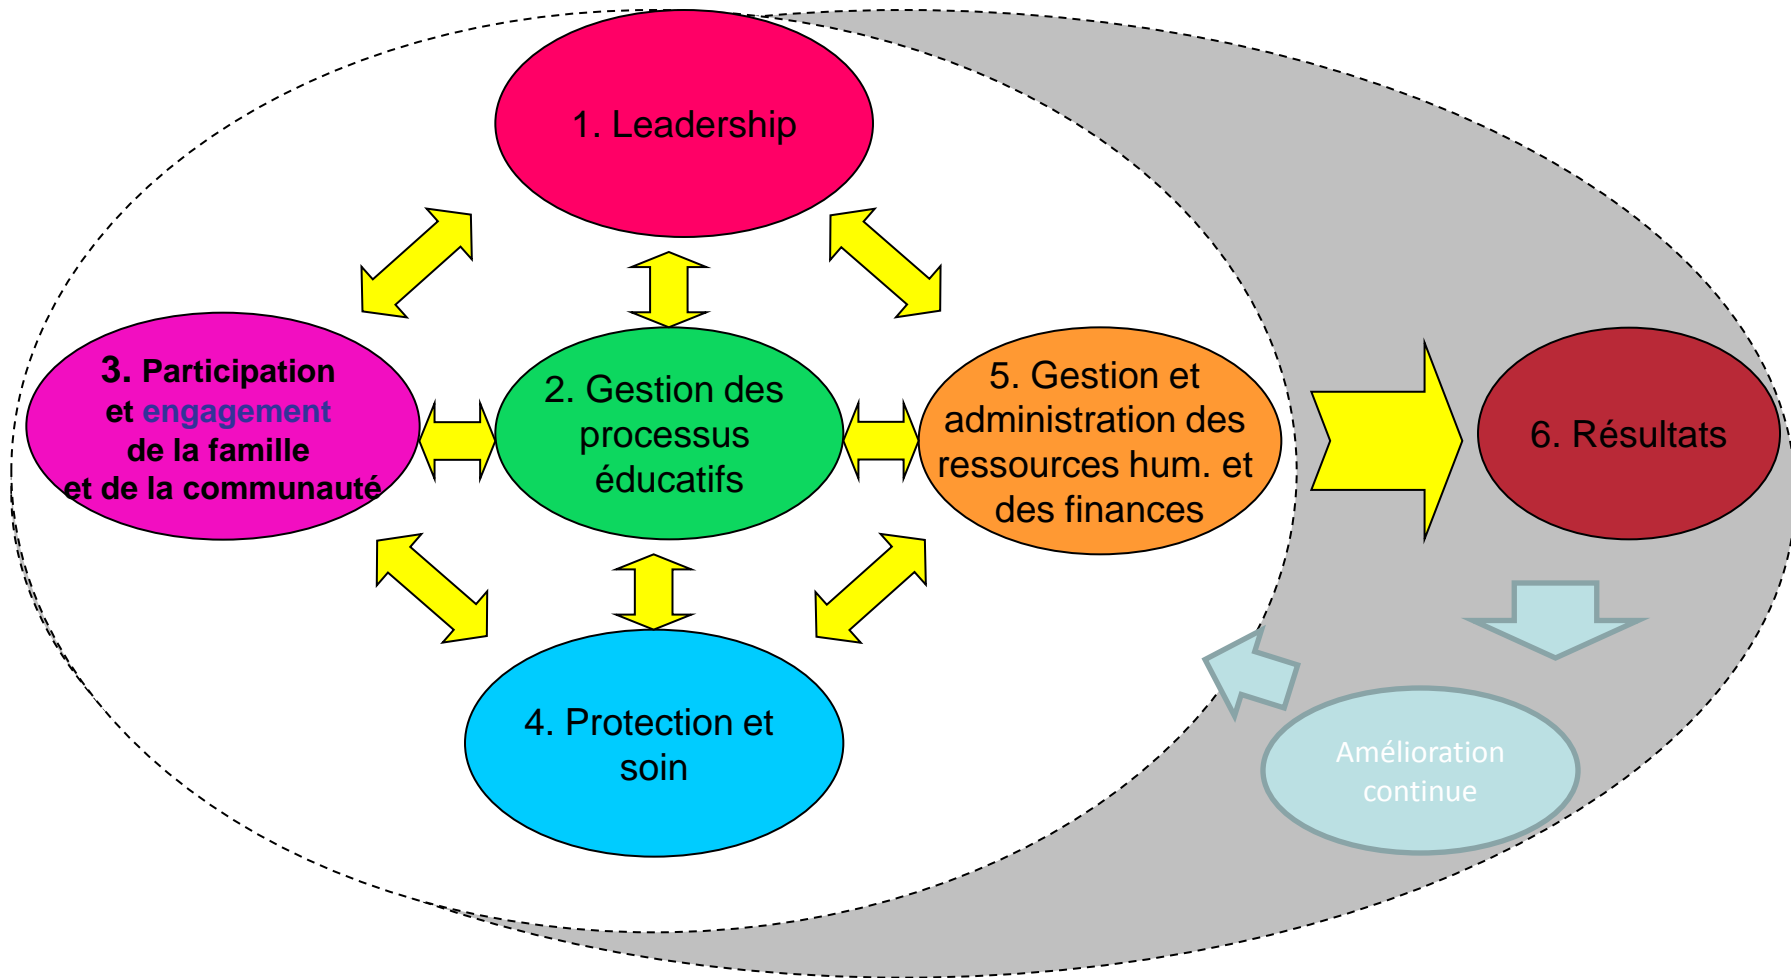 1. Leadership
3. Participation
et engagement
de la famille
et de la communauté
2. Gestion des
processus
éducatifs
5. Gestion et
administration des
ressources hum. et
des finances
6. Résultats
4. Protection et
soin
Amélioration
continue